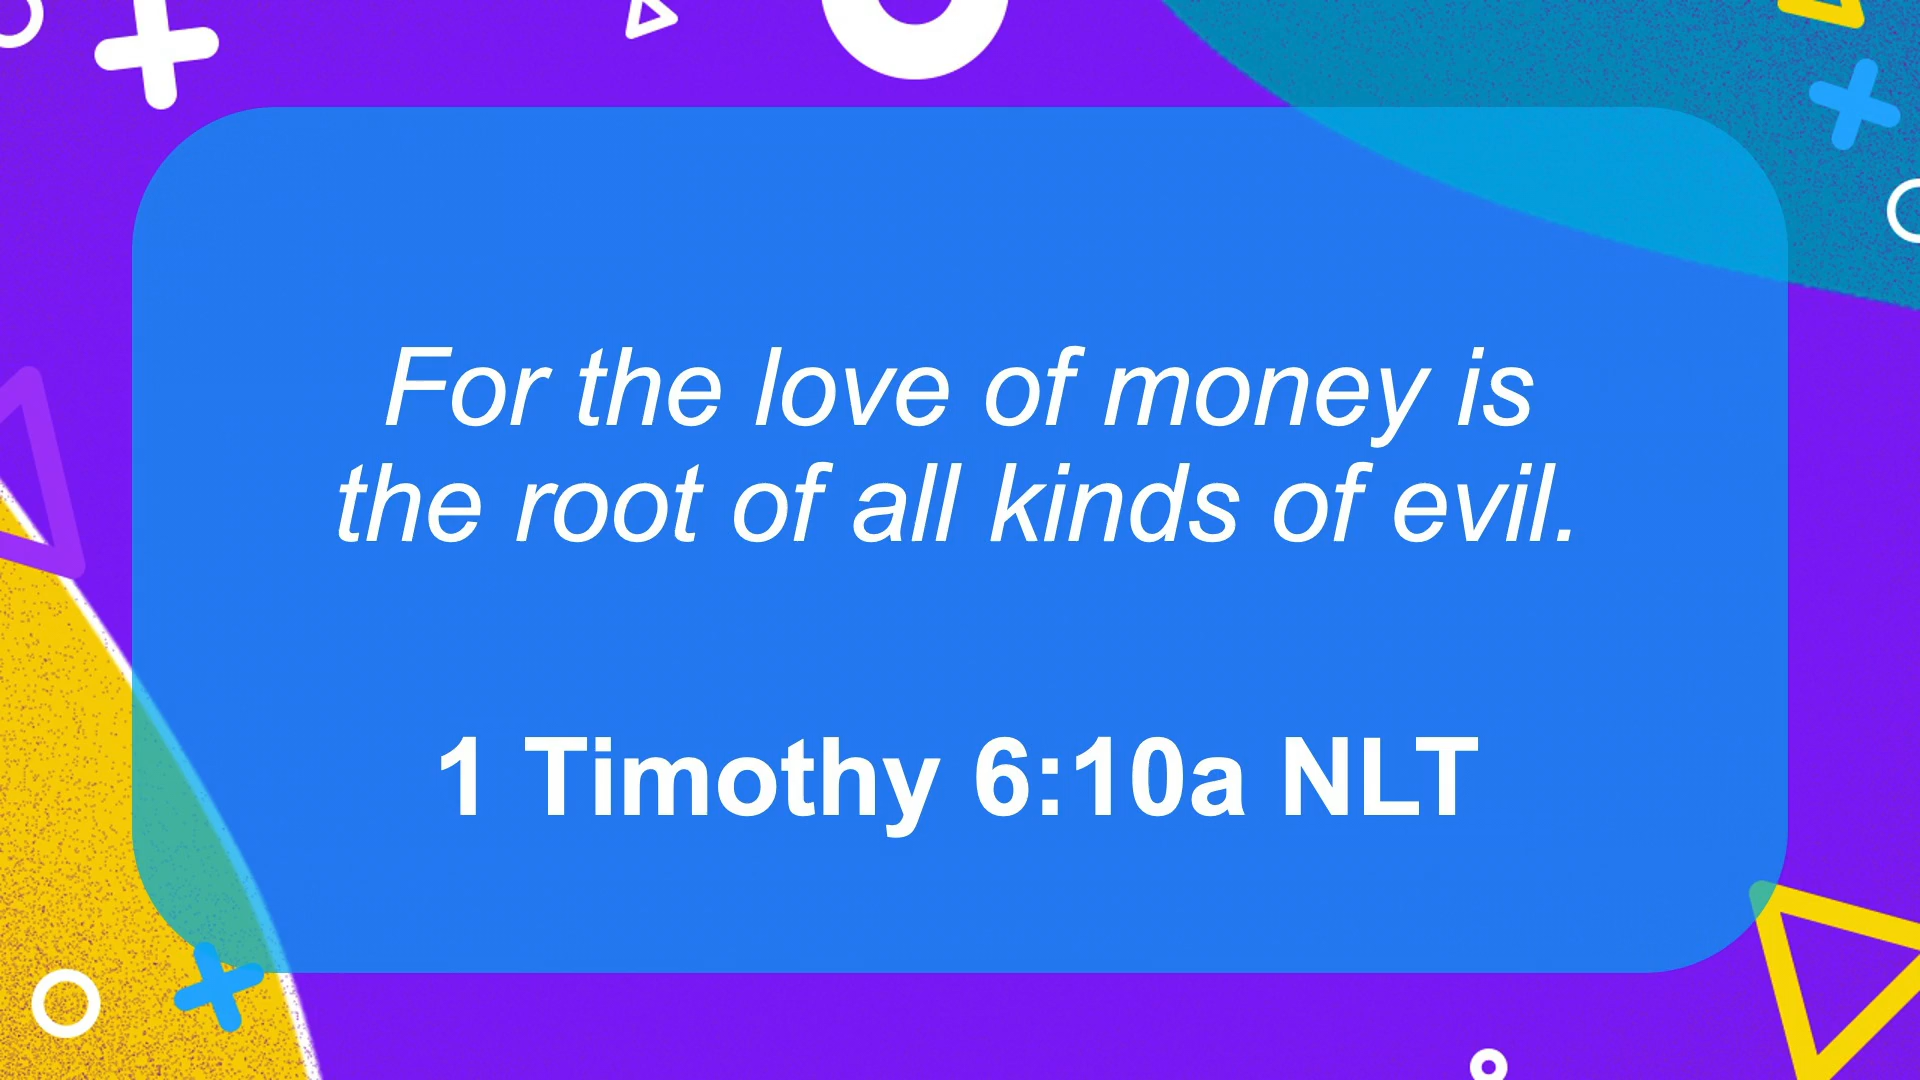 For the love of money is
the root of all kinds of evil.
1 Timothy 6:10a NLT